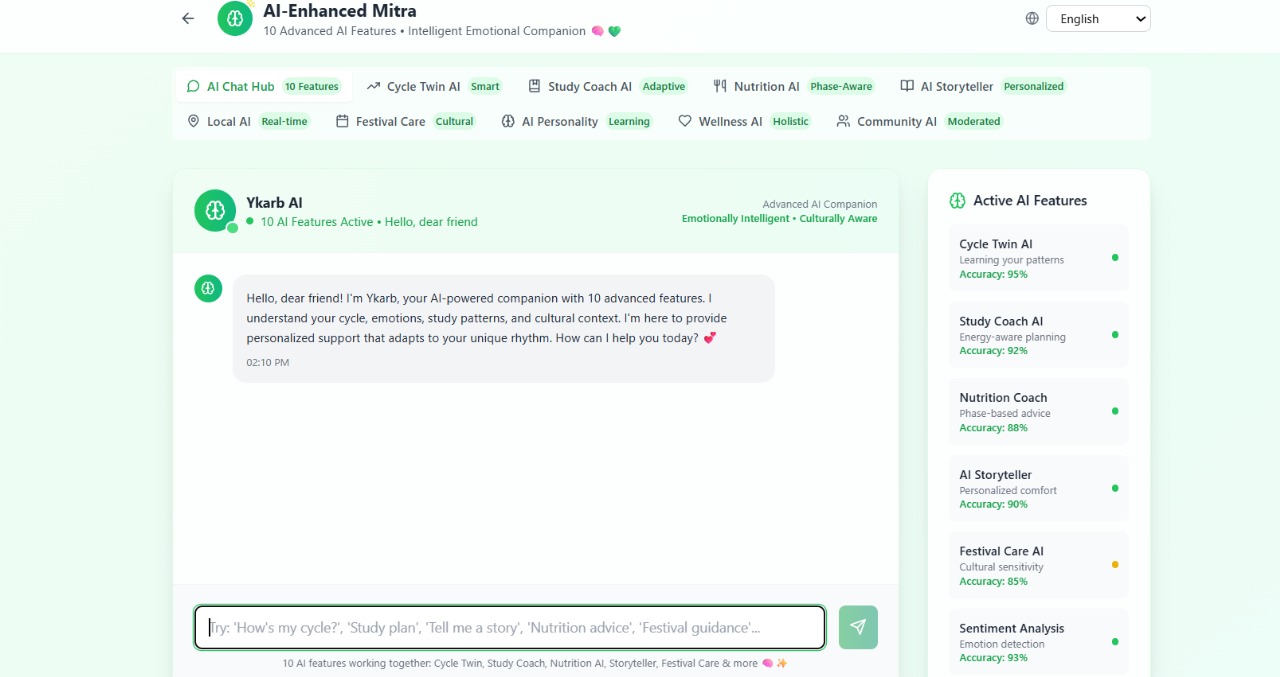 AI-Enhanced Mitra
10 Advanced AI Features • Intelligent Emotional Companion 🧠 💚
English
AI Chat Hub 10 Features
Cycle Twin AI Smart
Study Coach AI Adaptive
Nutrition AI Phase-Aware
AI Storyteller Personalized
Local AI Real-time
Festival Care Cultural
AI Personality Learning
Wellness AI Holistic
Community AI Moderated
Ykarb AI
10 AI Features Active • Hello, dear friend
Advanced AI Companion
Emotionally Intelligent • Culturally Aware
Hello, dear friend! I'm Ykarb, your AI-powered companion with 10 advanced features. I
understand your cycle, emotions, study patterns, and cultural context. I'm here to provide
personalized support that adapts to your unique rhythm. How can I help you today? 💕
02:10 PM
Try: 'How's my cycle?', 'Study plan', 'Tell me a story', 'Nutrition advice', 'Festival guidance'...
10 AI features working together: Cycle Twin, Study Coach, Nutrition AI, Storyteller, Festival Care & more 🧠 ✨
Active AI Features
Cycle Twin AI
Learning your patterns
Accuracy: 95%
Study Coach AI
Energy-aware planning
Accuracy: 92%
Nutrition Coach
Phase-based advice
Accuracy: 88%
AI Storyteller
Personalized comfort
Accuracy: 90%
Festival Care AI
Cultural sensitivity
Accuracy: 85%
Sentiment Analysis
Emotion detection
Accuracy: 93%